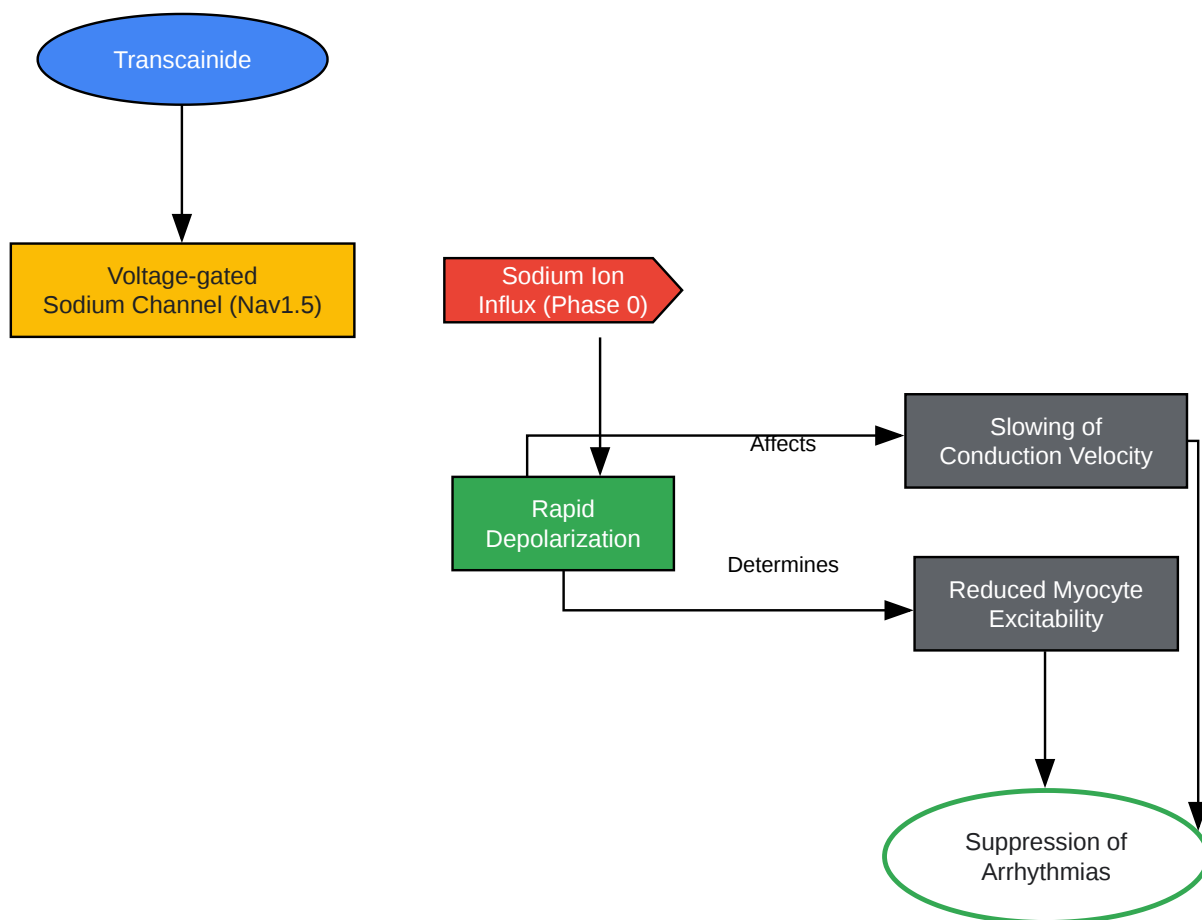 Transcainide
Voltage-gated
Sodium Channel (Nav1.5)
Sodium Ion
Influx (Phase 0)
Affects
Slowing of
Conduction Velocity
Rapid
Depolarization
Determines
Reduced Myocyte
Excitability
Suppression of
Arrhythmias